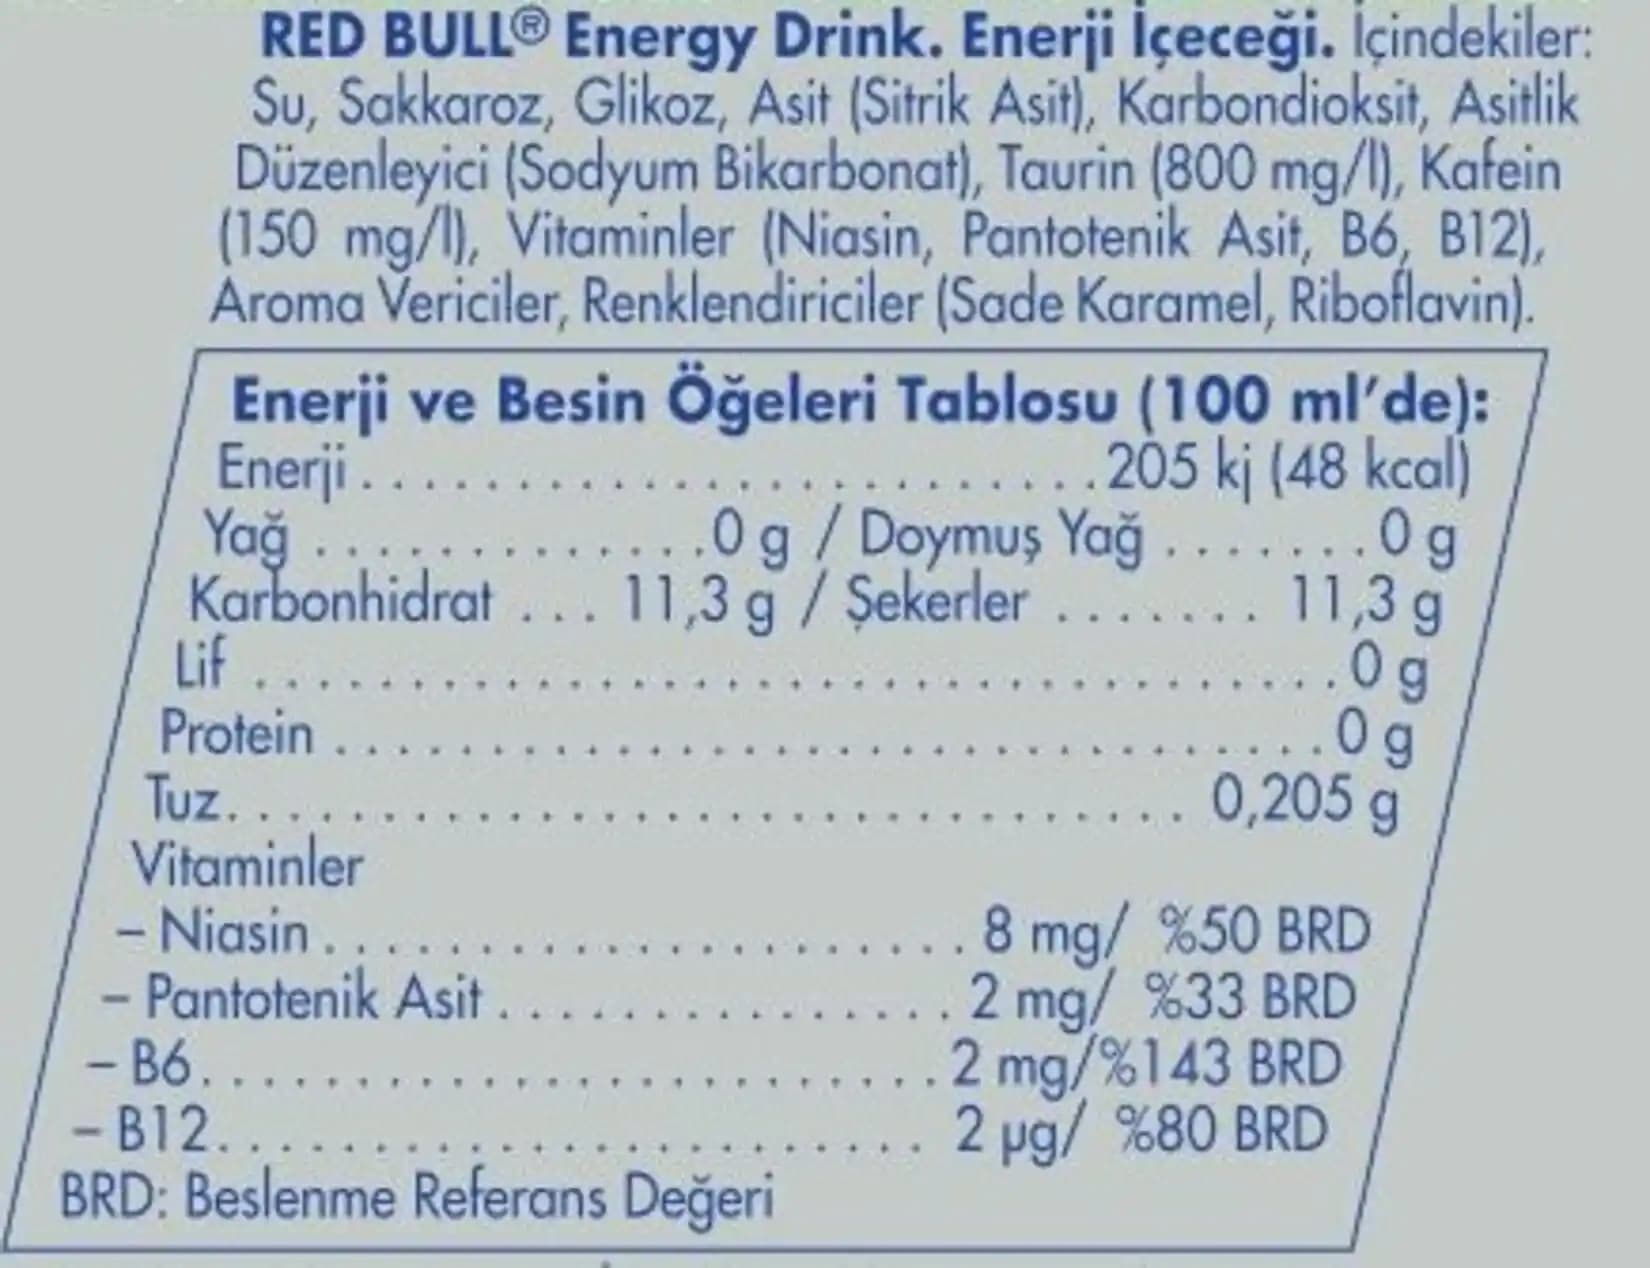 RED BULL® Energy Drink. Enerji İçeceği. İçindekiler:
Su, Sakkaroz, Glikoz, Asit (Sitrik Asit), Karbondioksit, Asitlik
Düzenleyici (Sodyum Bikarbonat), Taurin (800 mg/l), Kafein
(150 mg/l), Vitaminler (Niasin, Pantotenik Asit, B6, B12),
Aroma Vericiler, Renklendiriciler (Sade Karamel, Riboflavin).
Enerji ve Besin Öğeleri Tablosu (100 ml’de):
Enerji . . . . . . . . . . . . . . . . . . . . . . . . 205 kj (48 kcal)
Yağ . . . . . . . . . . . . . 0 g / Doymuş Yağ . . . . . . . 0 g
Karbonhidrat . . . 11,3 g / Şekerler . . . . . . . 11,3 g
Lif . . . . . . . . . . . . . . . . . . . . . . . . . . . . . . . . . . . 0 g
Protein . . . . . . . . . . . . . . . . . . . . . . . . . . . . . . . . 0 g
Tuz. . . . . . . . . . . . . . . . . . . . . . . . . . . . . . . 0,205 g
Vitaminler
– Niasin . . . . . . . . . . . . . . . . . . . . . 8 mg/ %50 BRD
– Pantotenik Asit . . . . . . . . . . . . . . . 2 mg/ %33 BRD
– B6. . . . . . . . . . . . . . . . . . . . . . . . 2 mg/%143 BRD
– B12. . . . . . . . . . . . . . . . . . . . . . . 2 µg/ %80 BRD
BRD: Beslenme Referans Değeri